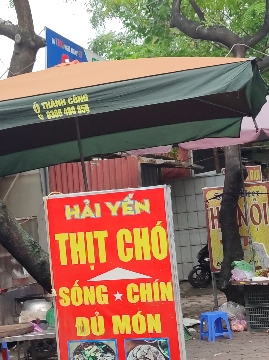 Ô THÀNH CÔNG
HẢI YẾN
THỊT CHÓ
SỐNG ★ CHÍN
ĐỦ MÓN
HÀ NỘI